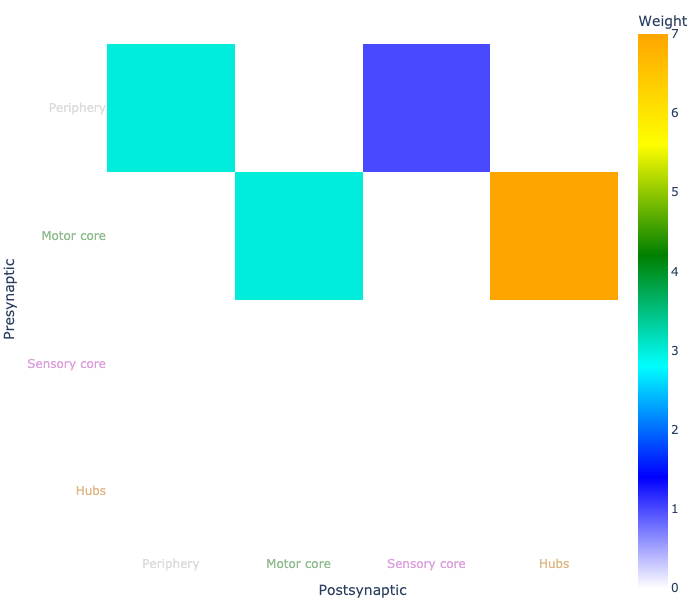 Weight
7
6
5
4
3
2
1
0
Periphery
Motor core
Sensory core
Hubs
Presynaptic
Periphery
Motor core
Sensory core
Hubs
Postsynaptic